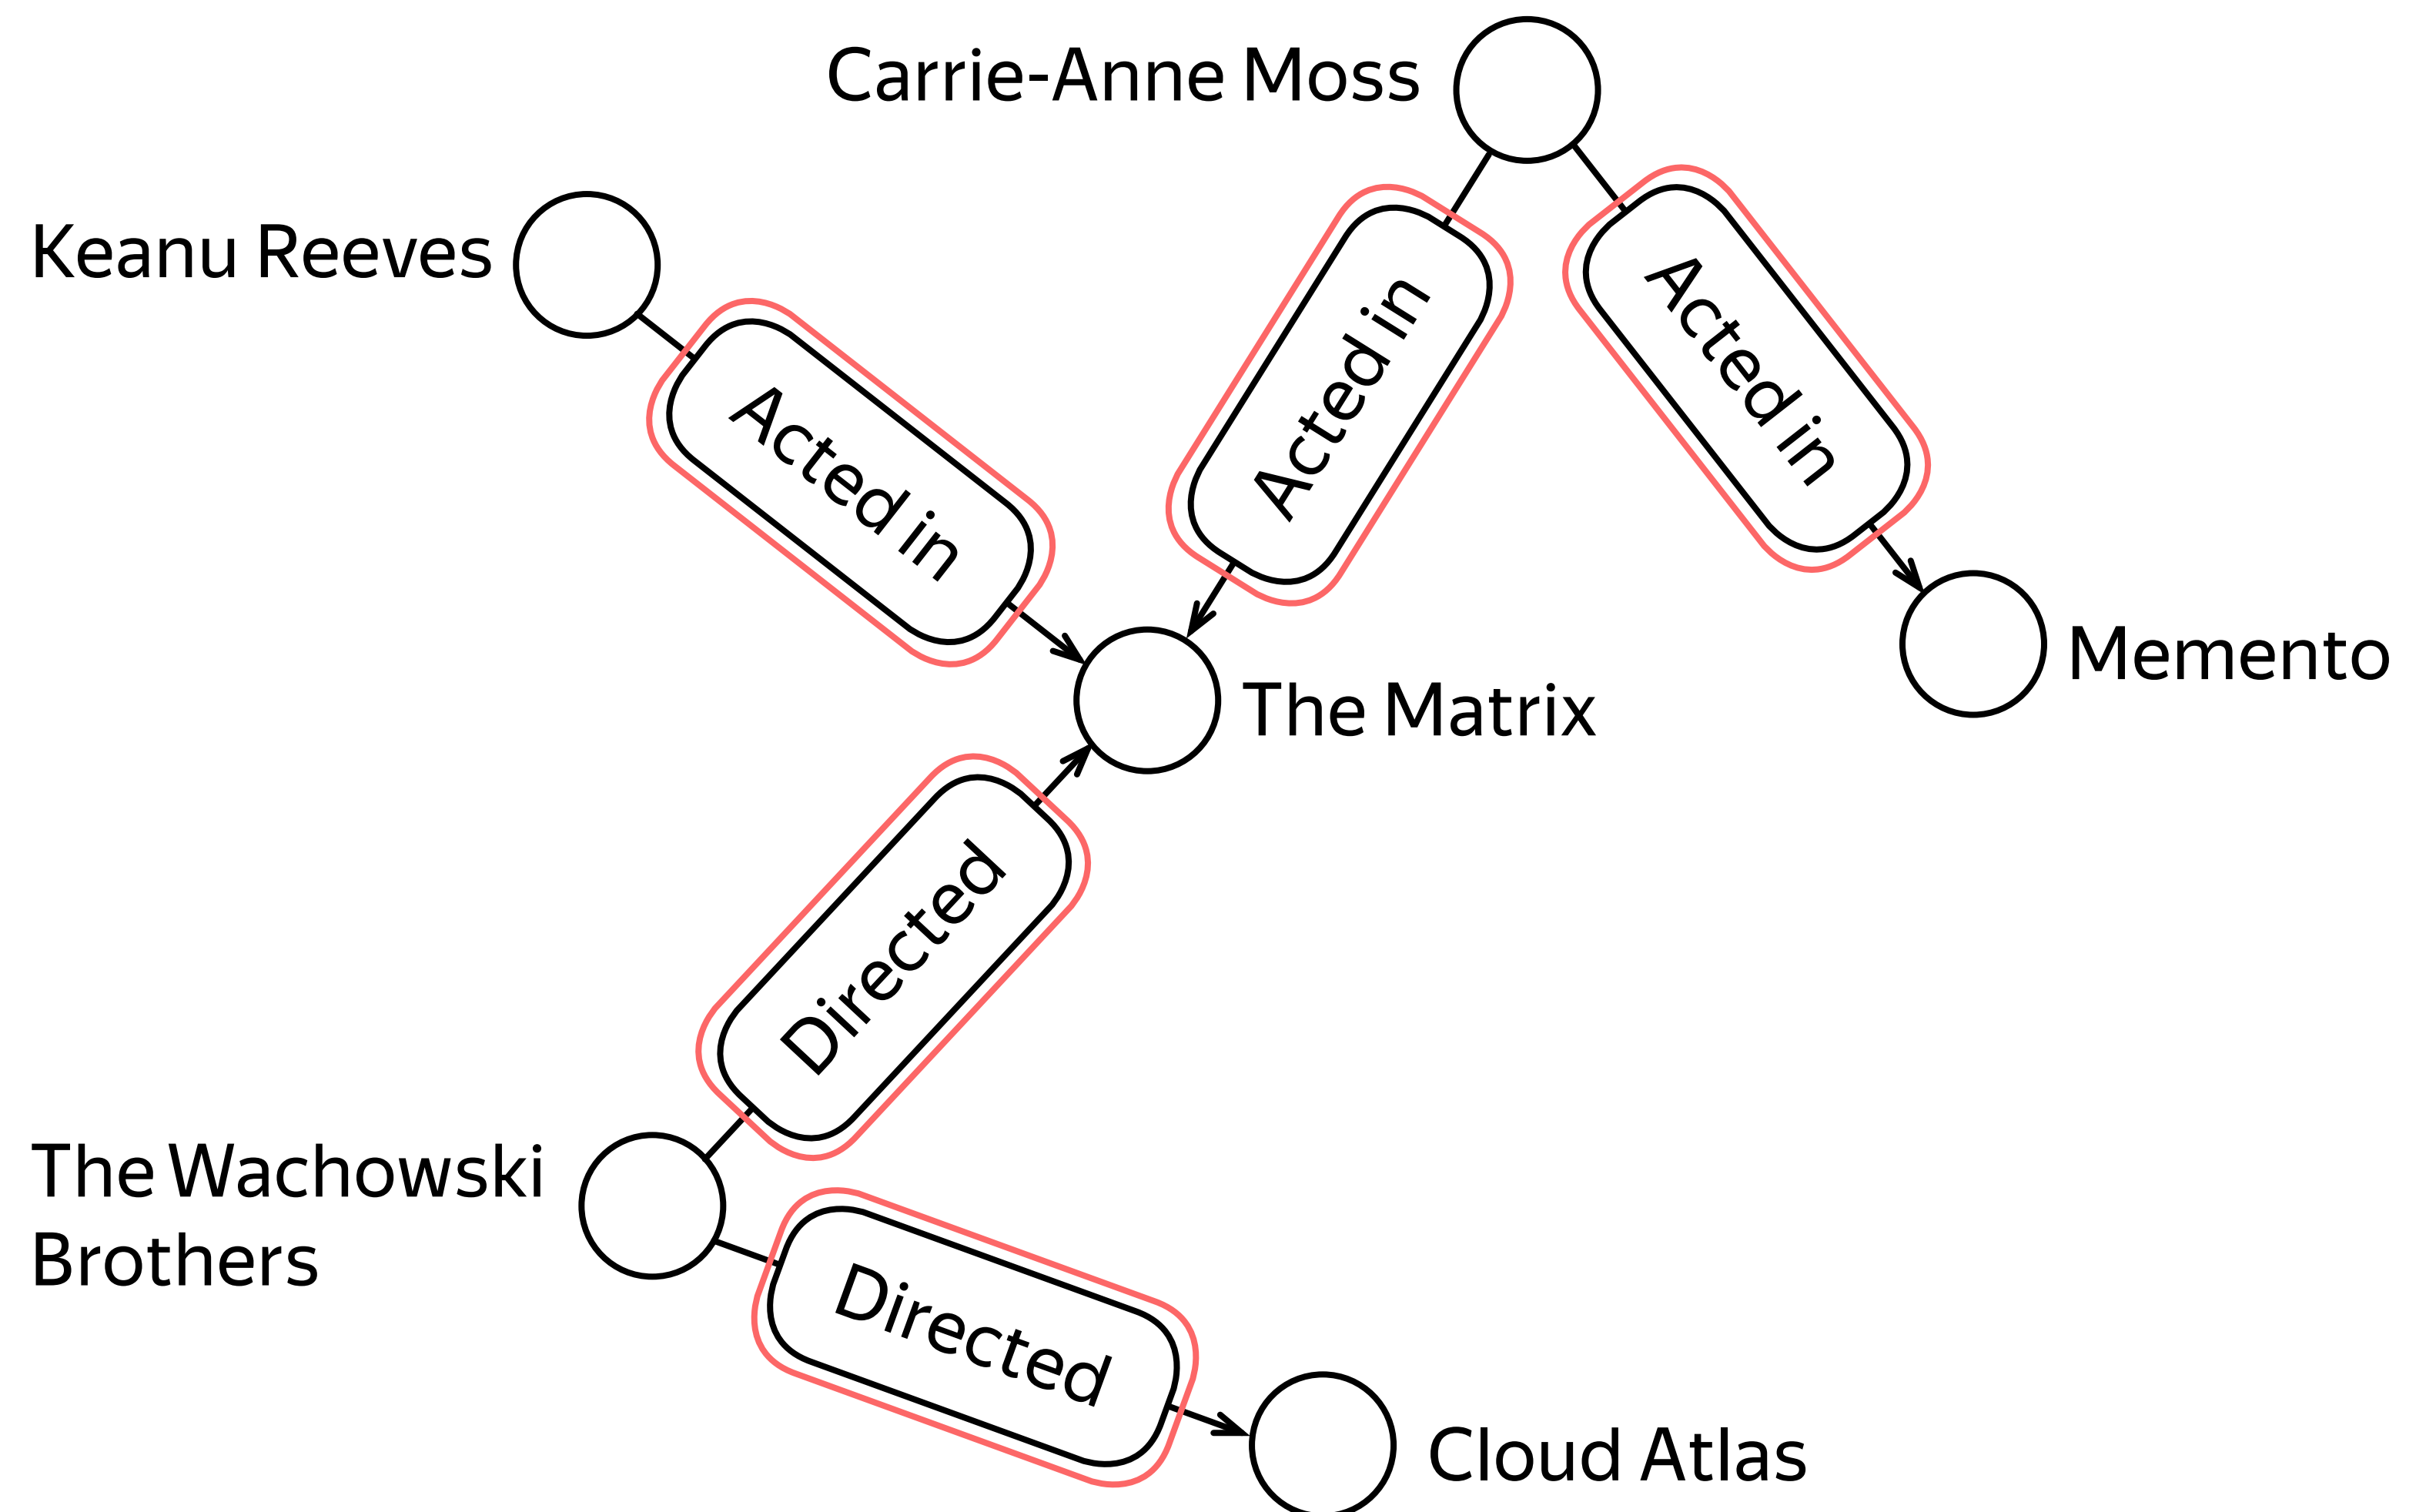 Carrie-Anne Moss
Keanu Reeves
Acted in
Acted in
Acted in
Memento
The Matrix
Directed
The Wachowski
Brothers
Directed
Cloud Atlas